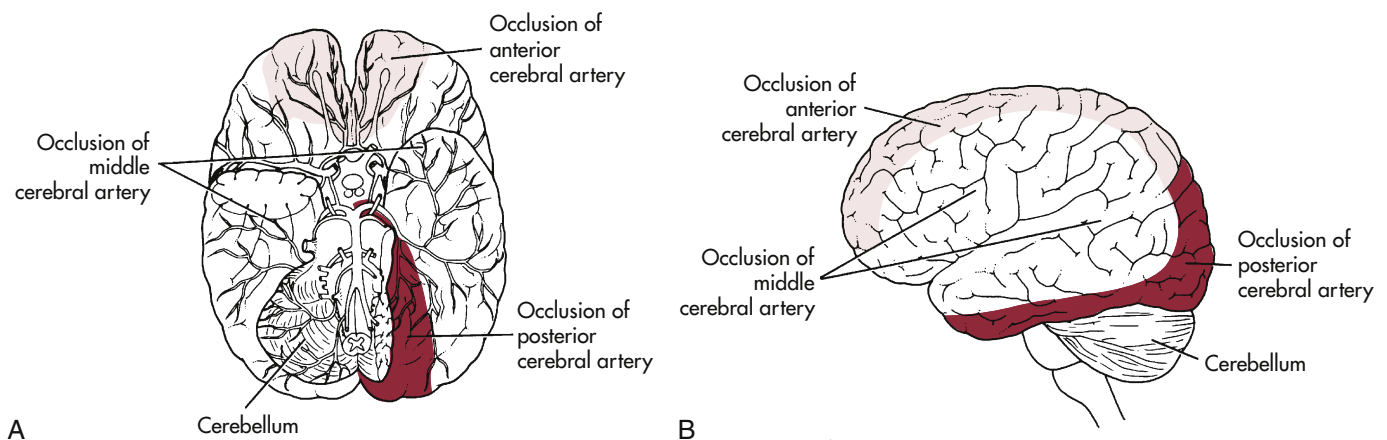 Occlusion of
anterior
cerebral artery
Occlusion of
middle
cerebral artery
Occlusion of
posterior
cerebral artery
Cerebellum
A
Occlusion of
anterior
cerebral artery
Occlusion of
middle
cerebral artery
Occlusion of
posterior
cerebral artery
Cerebellum
B